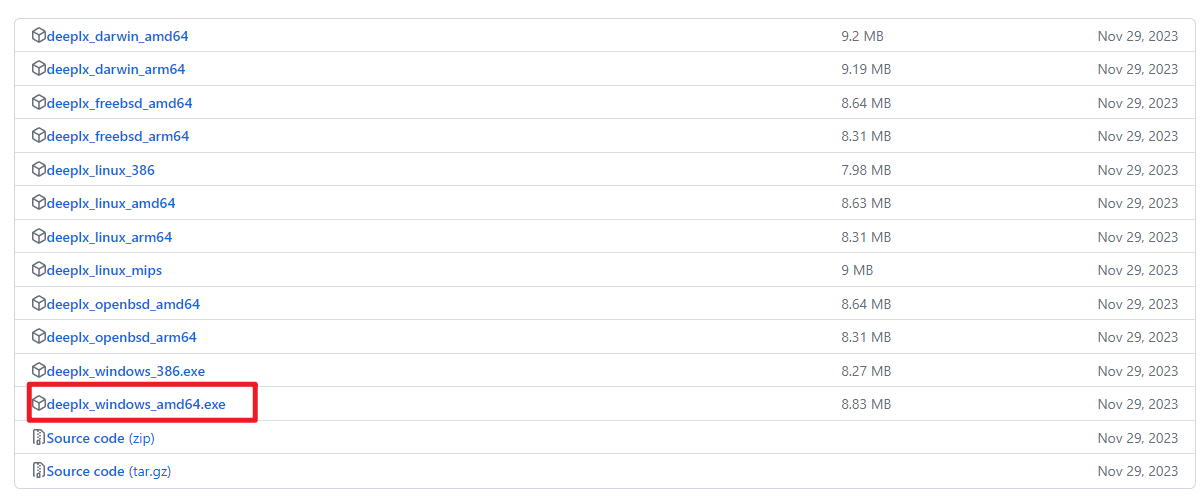 deeplx_darwin_amd64 9.2 MB Nov 29, 2023
deeplx_darwin_arm64 9.19 MB Nov 29, 2023
deeplx_freebsd_amd64 8.64 MB Nov 29, 2023
deeplx_freebsd_arm64 8.31 MB Nov 29, 2023
deeplx_linux_386 7.98 MB Nov 29, 2023
deeplx_linux_amd64 8.63 MB Nov 29, 2023
deeplx_linux_arm64 8.31 MB Nov 29, 2023
deeplx_linux_mips 9 MB Nov 29, 2023
deeplx_openbsd_amd64 8.64 MB Nov 29, 2023
deeplx_openbsd_arm64 8.31 MB Nov 29, 2023
deeplx_windows_386.exe 8.27 MB Nov 29, 2023
deeplx_windows_amd64.exe 8.83 MB Nov 29, 2023
Source code (zip) Nov 29, 2023
Source code (tar.gz) Nov 29, 2023